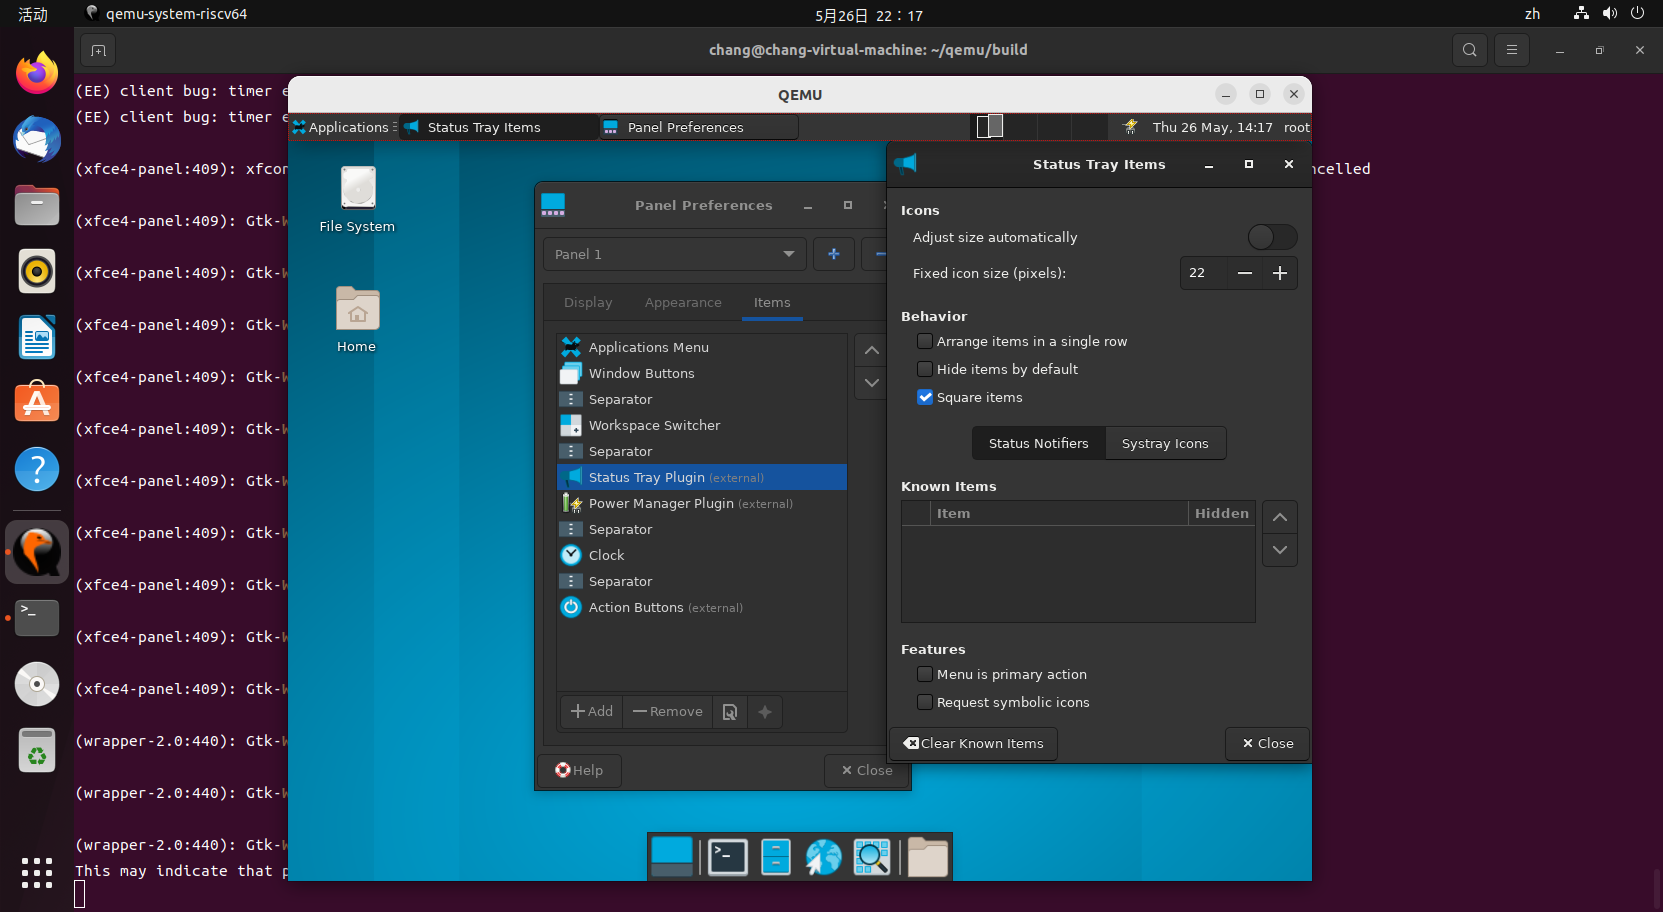 活动
qemu-system-riscv64
5月26日 22：17
zh
chang@chang-virtual-machine: ~/qemu/build
(EE) client bug: timer e
(EE) client bug: timer e
(xfce4-panel:409): xfcon
ncelled
(xfce4-panel:409): Gtk-W
(xfce4-panel:409): Gtk-W
(xfce4-panel:409): Gtk-W
(xfce4-panel:409): Gtk-W
(xfce4-panel:409): Gtk-W
(xfce4-panel:409): Gtk-W
(xfce4-panel:409): Gtk-W
(xfce4-panel:409): Gtk-W
(xfce4-panel:409): Gtk-W
(xfce4-panel:409): Gtk-W
(wrapper-2.0:440): Gtk-W
(wrapper-2.0:440): Gtk-W
(wrapper-2.0:440): Gtk-W
This may indicate that p
QEMU
Applications
Status Tray Items
Panel Preferences
Thu 26 May, 14:17
root
File System
Home
Panel Preferences
Panel 1
Display
Appearance
Items
Applications Menu
Window Buttons
Separator
Workspace Switcher
Separator
Status Tray Plugin (external)
Power Manager Plugin (external)
Separator
Clock
Separator
Action Buttons (external)
Add
Remove
Help
Close
Status Tray Items
Icons
Adjust size automatically
Fixed icon size (pixels):
22
Behavior
Arrange items in a single row
Hide items by default
Square items
Status Notifiers
Systray Icons
Known Items
Item
Hidden
Features
Menu is primary action
Request symbolic icons
Clear Known Items
Close